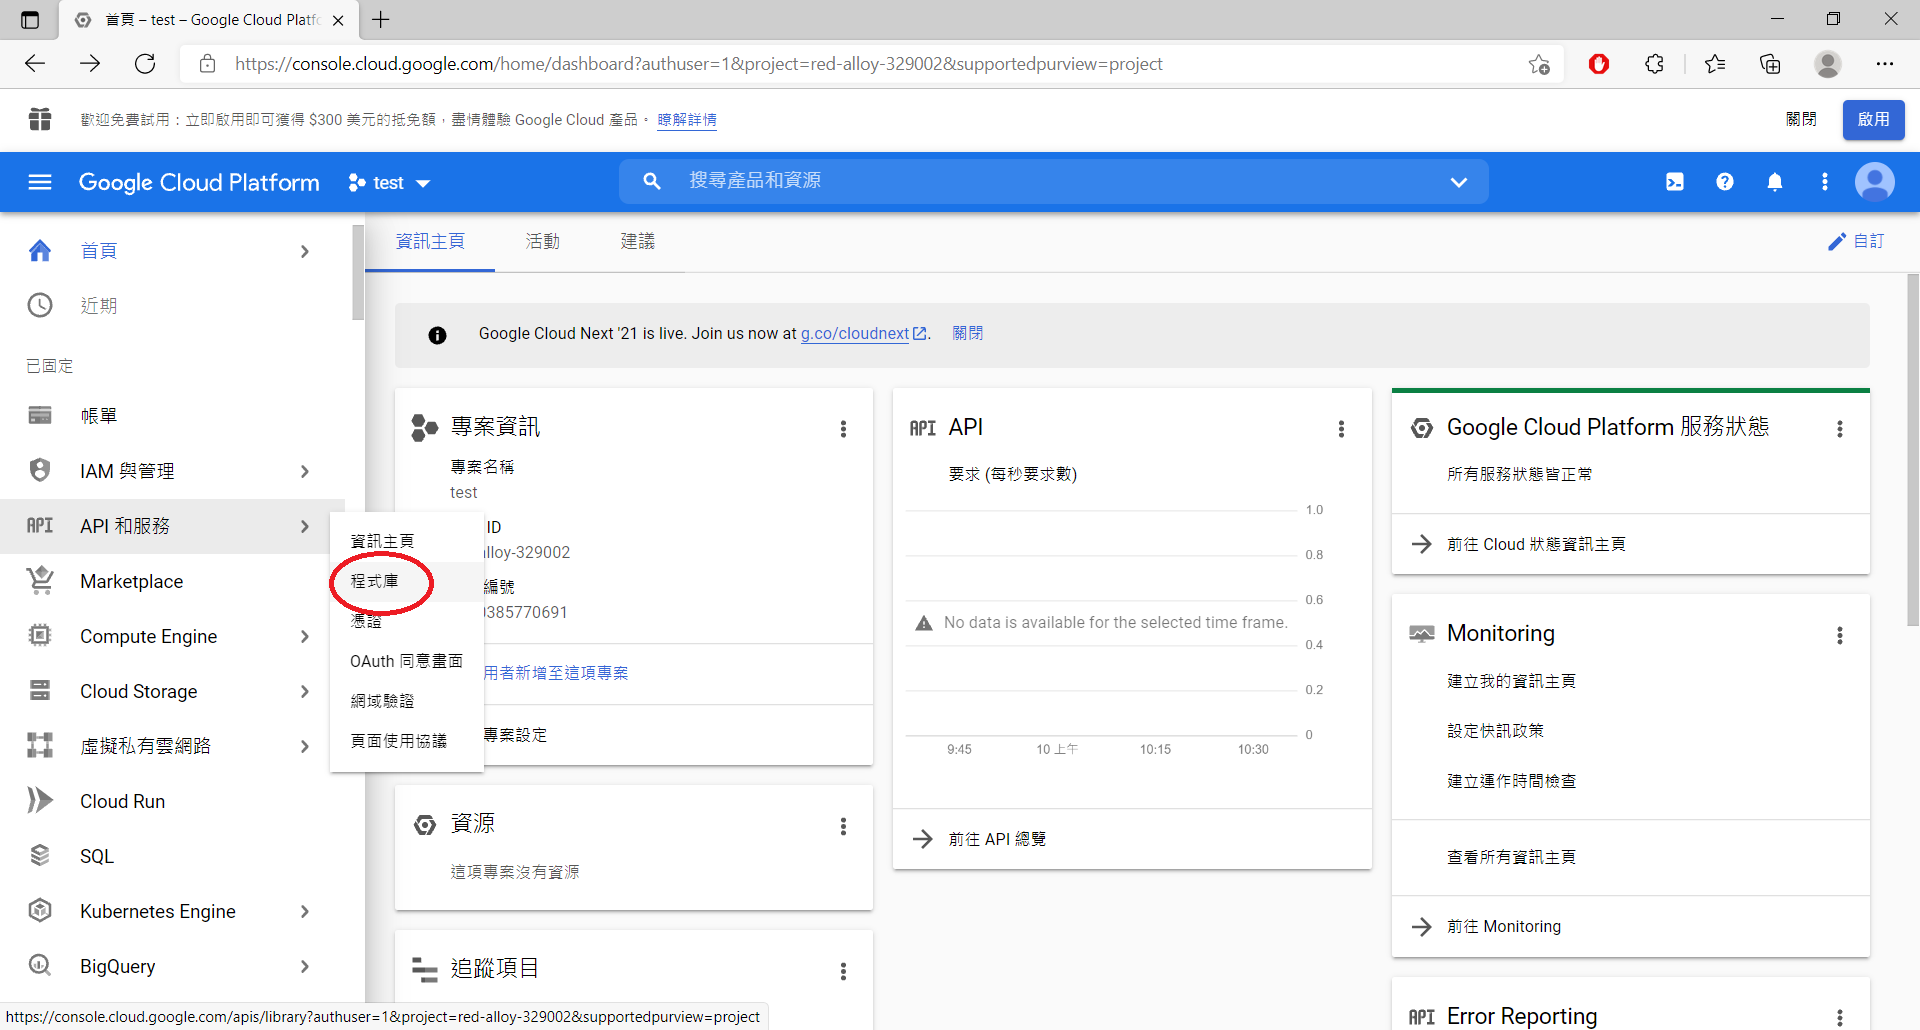 首頁 – test – Google Cloud Platfo
https://console.cloud.google.com/home/dashboard?authuser=1&project=red-alloy-329002&supportedpurview=project
歡迎免費試用：立即啟用即可獲得 $300 美元的抵免額，盡情體驗 Google Cloud 產品。 瞭解詳情
關閉
啟用
Google Cloud Platform
test
搜尋產品和資源
首頁
近期
已固定
帳單
IAM 與管理
API API 和服務
Marketplace
Compute Engine
Cloud Storage
虛擬私有雲網路
Cloud Run
SQL
Kubernetes Engine
BigQuery
資訊主頁
程式庫
憑證
OAuth 同意畫面
網域驗證
頁面使用協議
資訊主頁
活動
建議
自訂
Google Cloud Next '21 is live. Join us now at g.co/cloudnext. 關閉
專案資訊
專案名稱
test
ID
lloy-329002
編號
0385770691
用者新增至這項專案
專案設定
資源
這項專案沒有資源
追蹤項目
API API
要求 (每秒要求數)
1.0
0.8
0.6
No data is available for the selected time frame.
0.4
0.2
0
9:45
10 上午
10:15
10:30
前往 API 總覽
Google Cloud Platform 服務狀態
所有服務狀態皆正常
前往 Cloud 狀態資訊主頁
Monitoring
建立我的資訊主頁
設定快訊政策
建立運作時間檢查
查看所有資訊主頁
前往 Monitoring
API Error Reporting
https://console.cloud.google.com/apis/library?authuser=1&project=red-alloy-329002&supportedpurview=project